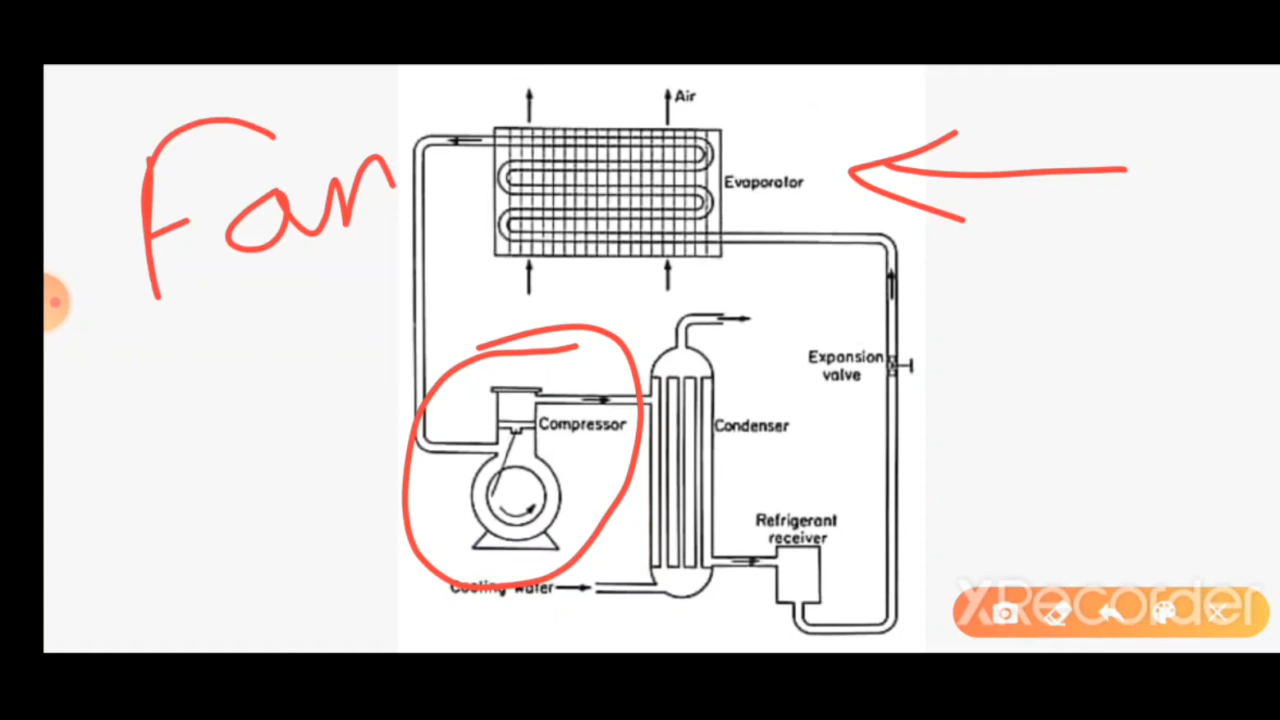 Fan
Air
Evaporator
Expansion
valve
Compressor
Condenser
Refrigerant
receiver
Cooling water
XRecorder